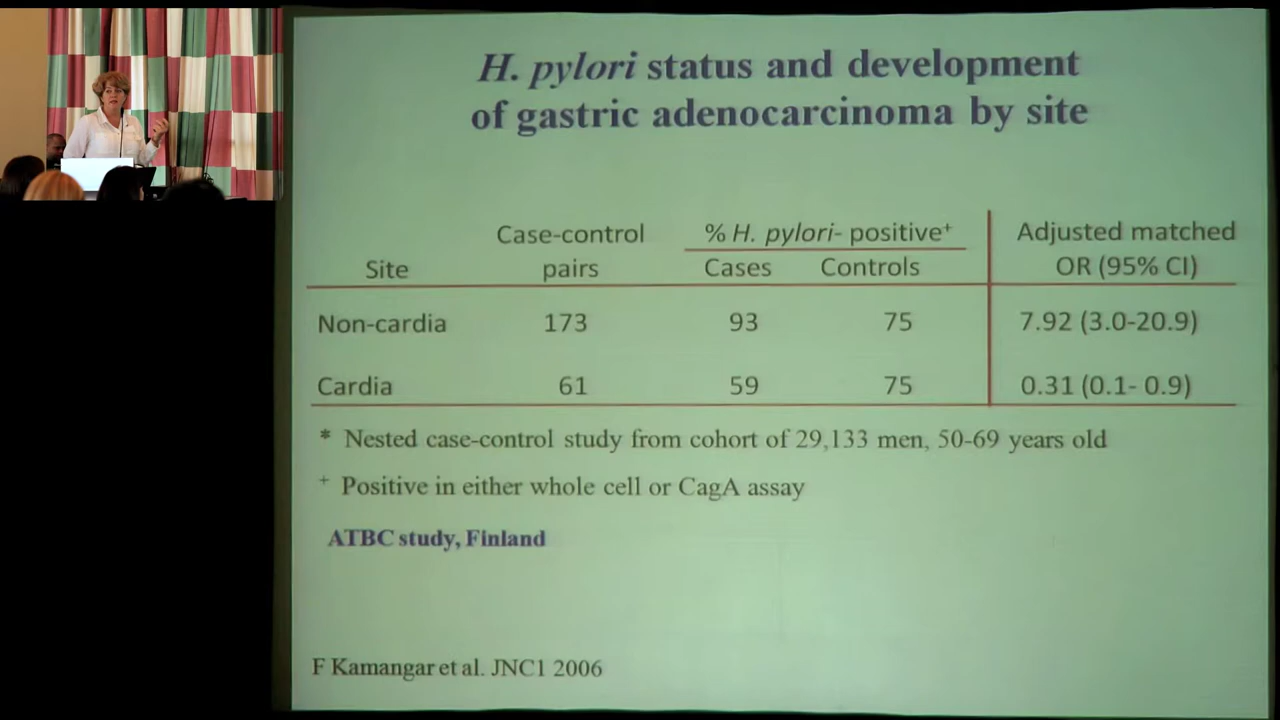 H. pylori status and development
of gastric adenocarcinoma by site
Case-control % H. pylori- positive⁺ Adjusted matched
Site pairs Cases Controls OR (95% CI)
Non-cardia 173 93 75 7.92 (3.0-20.9)
Cardia 61 59 75 0.31 (0.1- 0.9)
* Nested case-control study from cohort of 29,133 men, 50-69 years old
⁺ Positive in either whole cell or CagA assay
ATBC study, Finland
F Kamangar et al. JNC1 2006